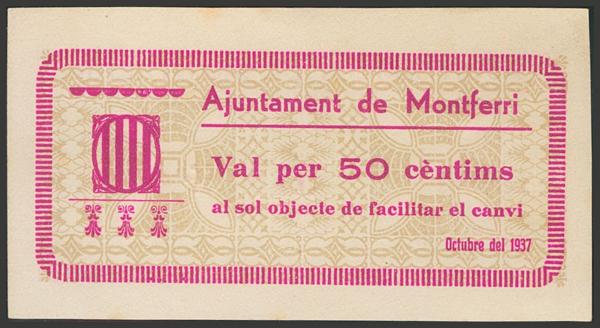 Ajuntament de Montferri
Val per 50 cèntims
al sol objecte de facilitar el canvi
Octubre del 1937